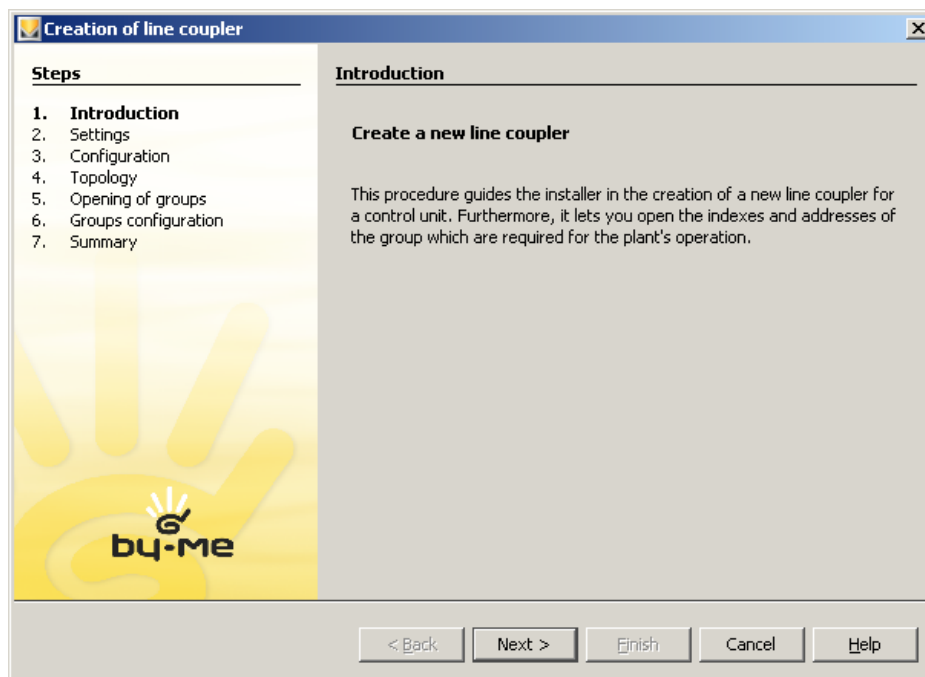 Creation of line coupler
Steps
1. Introduction
2. Settings
3. Configuration
4. Topology
5. Opening of groups
6. Groups configuration
7. Summary
by-me
Introduction
Create a new line coupler
This procedure guides the installer in the creation of a new line coupler for
a control unit. Furthermore, it lets you open the indexes and addresses of
the group which are required for the plant's operation.
< Back Next > Finish Cancel Help